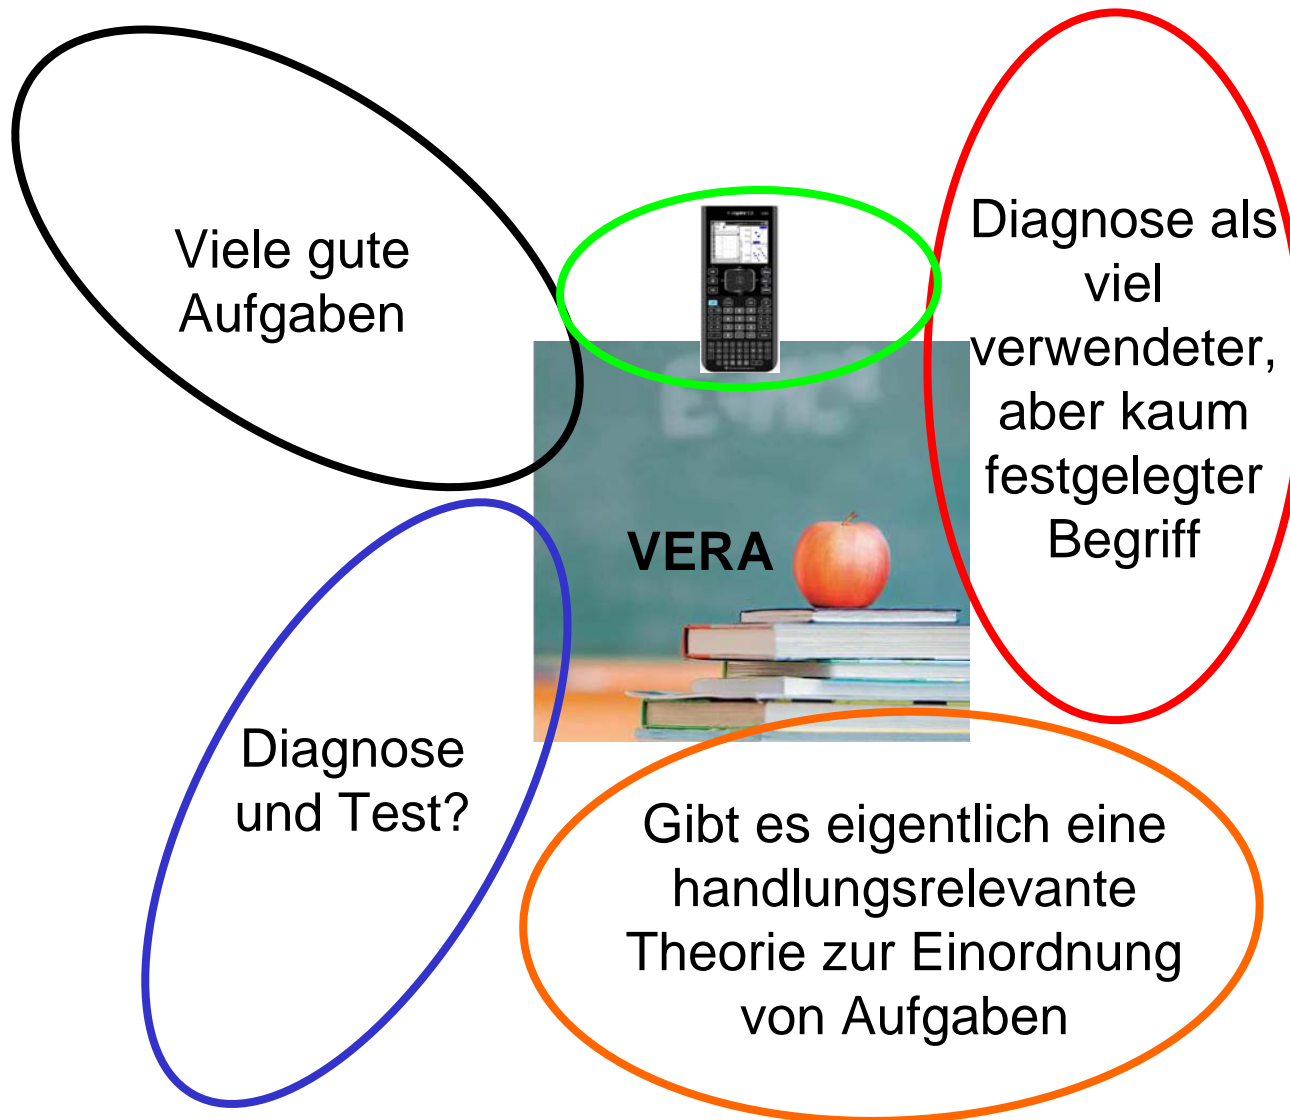 Viele gute
Aufgaben
Diagnose als
viel
verwendeter,
aber kaum
festgelegter
Begriff
VERA
Diagnose
und Test?
Gibt es eigentlich eine
handlungsrelevante
Theorie zur Einordnung
von Aufgaben